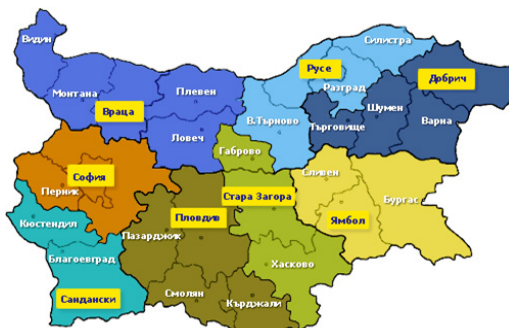 Видин
Силистра
Русе
Добрич
Монтана
Плевен
Разград
Враца
Шумен
В.Търново
Търговище
Варна
Ловеч
Габрово
София
Сливен
Перник
Стара Загора
Бургас
Кюстендил
Пловдив
Ямбол
Пазарджик
Благоевград
Хасково
Сандански
Смолян
Кърджали